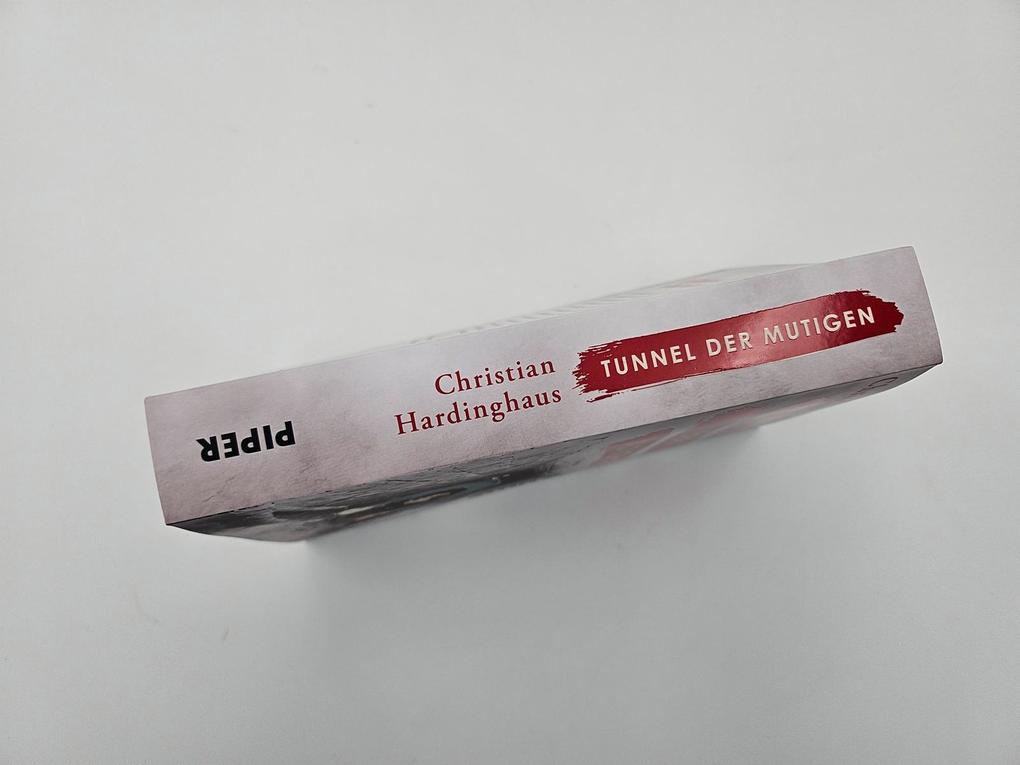 Christian
Hardinghaus
TUNNEL DER MUTIGEN
PIPER